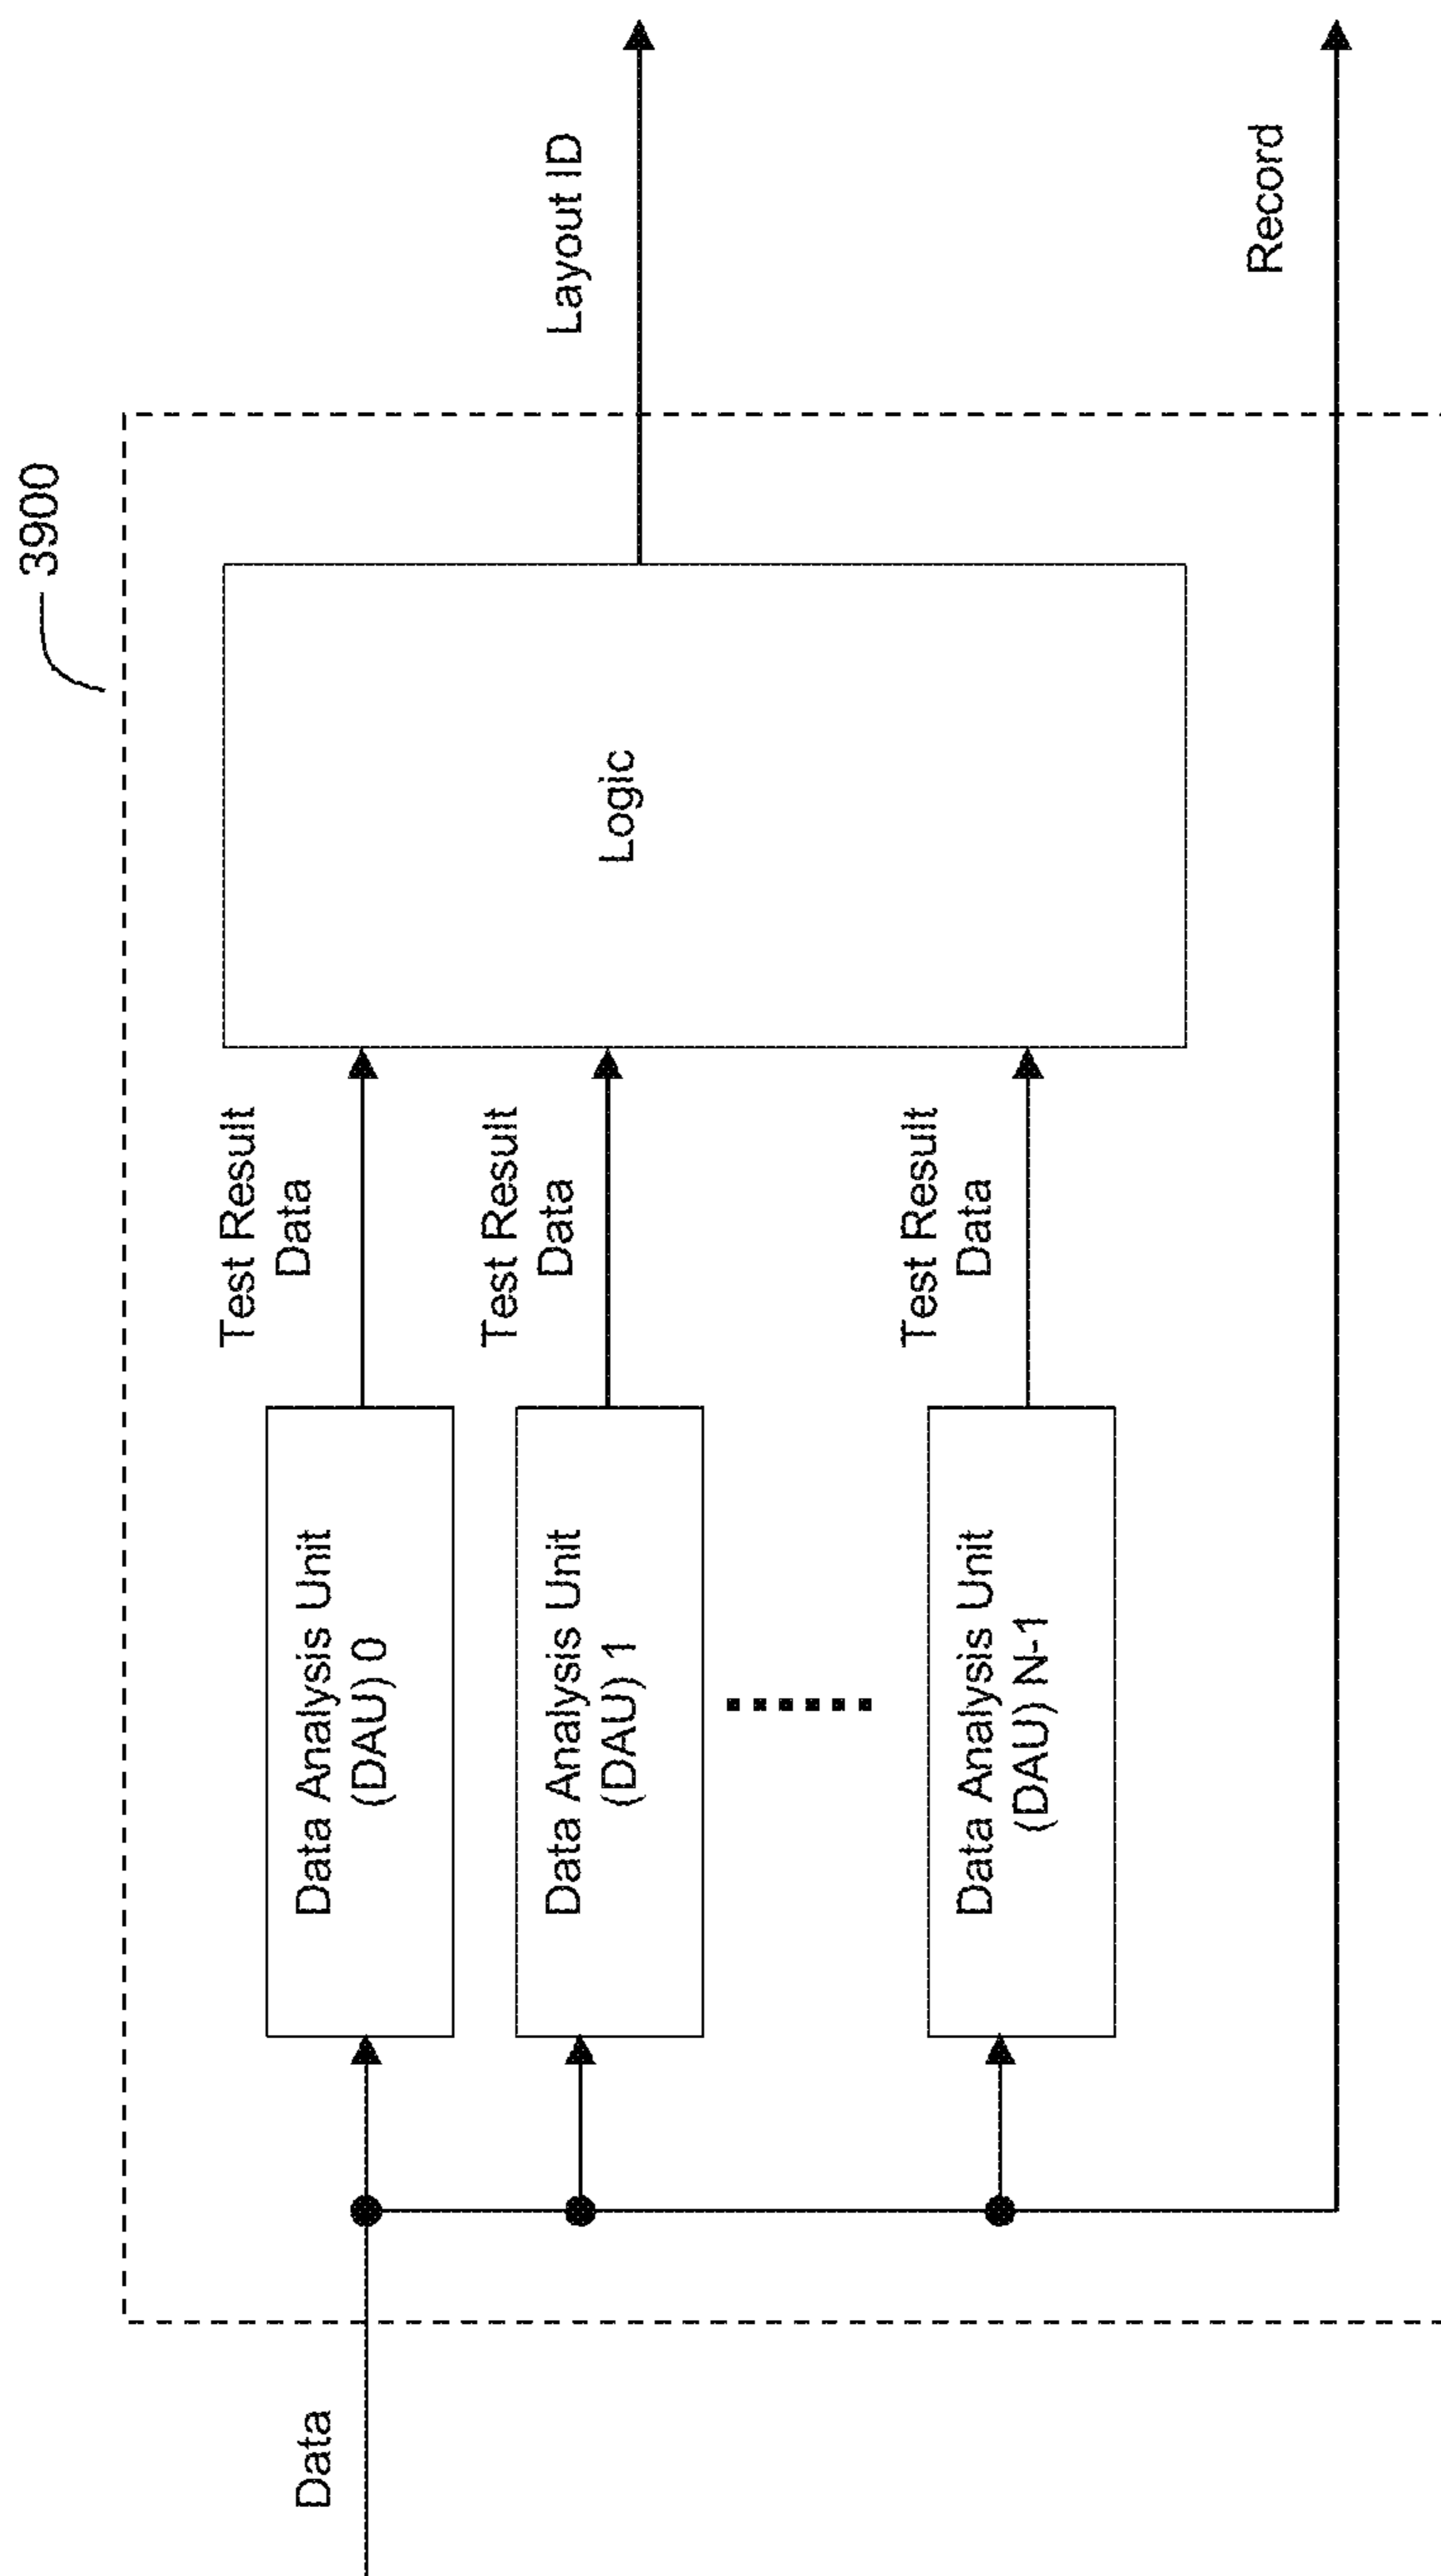 3900
Data
Data Analysis Unit
(DAU) 0
Test Result
Data
Data Analysis Unit
(DAU) 1
Test Result
Data
Data Analysis Unit
(DAU) N-1
Test Result
Data
Logic
Layout ID
Record